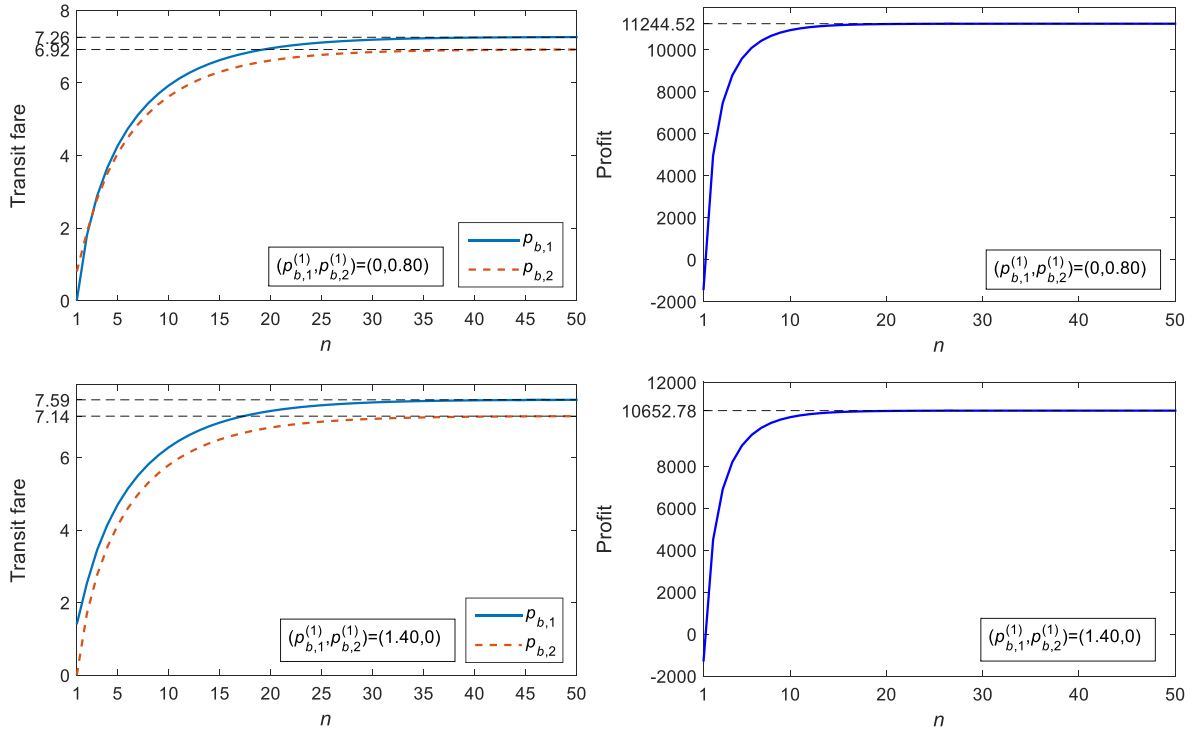 8
7.26
6.92
6
4
2
0
Transit fare
p_{b,1}
p_{b,2}
(p_{b,1}^{(1)},p_{b,2}^{(1)})=(0,0.80)
1 5 10 15 20 25 30 35 40 45 50
n
11244.52
10000
8000
6000
4000
2000
0
-2000
Profit
(p_{b,1}^{(1)},p_{b,2}^{(1)})=(0,0.80)
1 10 20 30 40 50
n
7.59
7.14
6
4
2
0
Transit fare
p_{b,1}
p_{b,2}
(p_{b,1}^{(1)},p_{b,2}^{(1)})=(1.40,0)
1 5 10 15 20 25 30 35 40 45 50
n
12000
10652.78
8000
6000
4000
2000
0
-2000
Profit
(p_{b,1}^{(1)},p_{b,2}^{(1)})=(1.40,0)
1 10 20 30 40 50
n